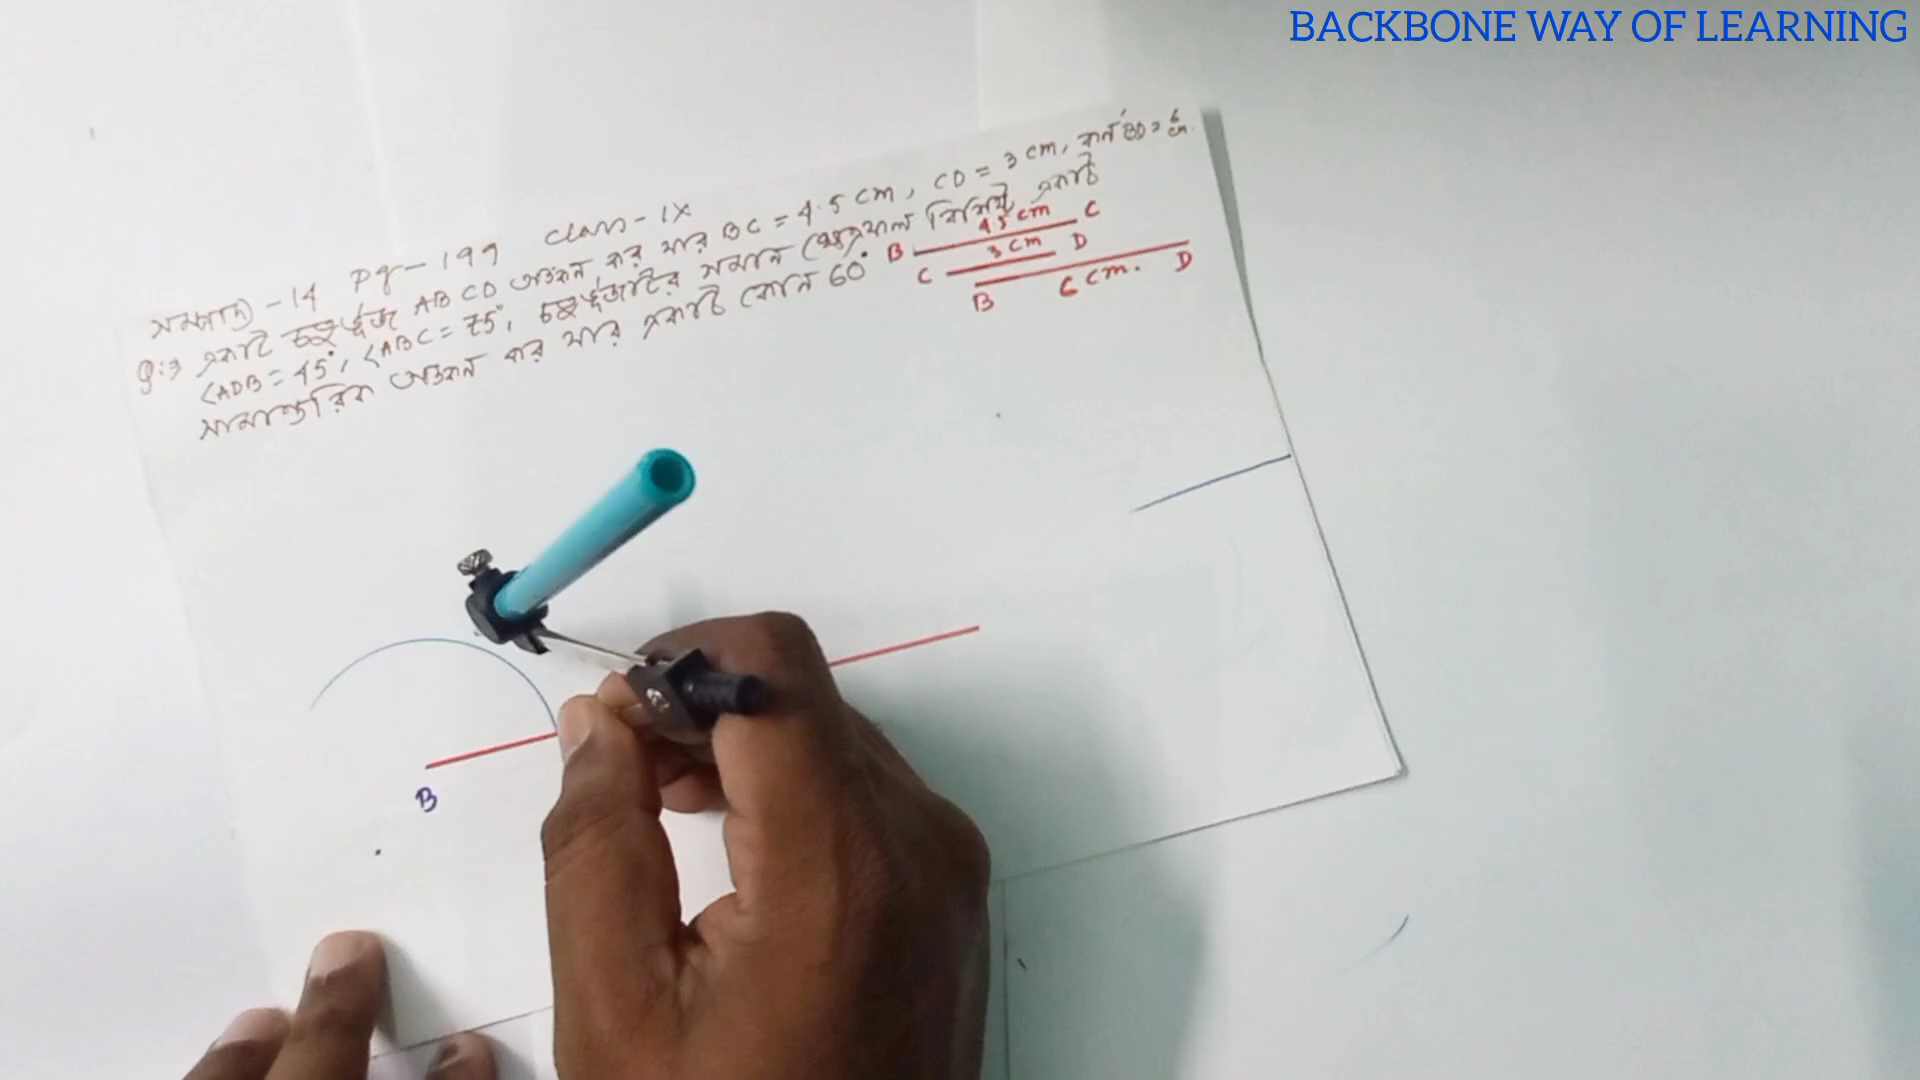 BACKBONE WAY OF LEARNING
সম্পাদ্য - 14 Pg - 199 Class - IX
Q:3 একটি চতুর্ভুজ ABCD অঙ্কন কর যার BC = 4.5 cm, CD = 3 cm, কর্ণ BD = 6 cm.
∠ADB = 45°, ∠ABC = 75°, চতুর্ভুজটির সমান ক্ষেত্রফল বিশিষ্ট একটি
সামান্তরিক অঙ্কন কর যার একটি কোন 60°
B 4.5 cm C
C 3 cm D
B 6 cm. D
B